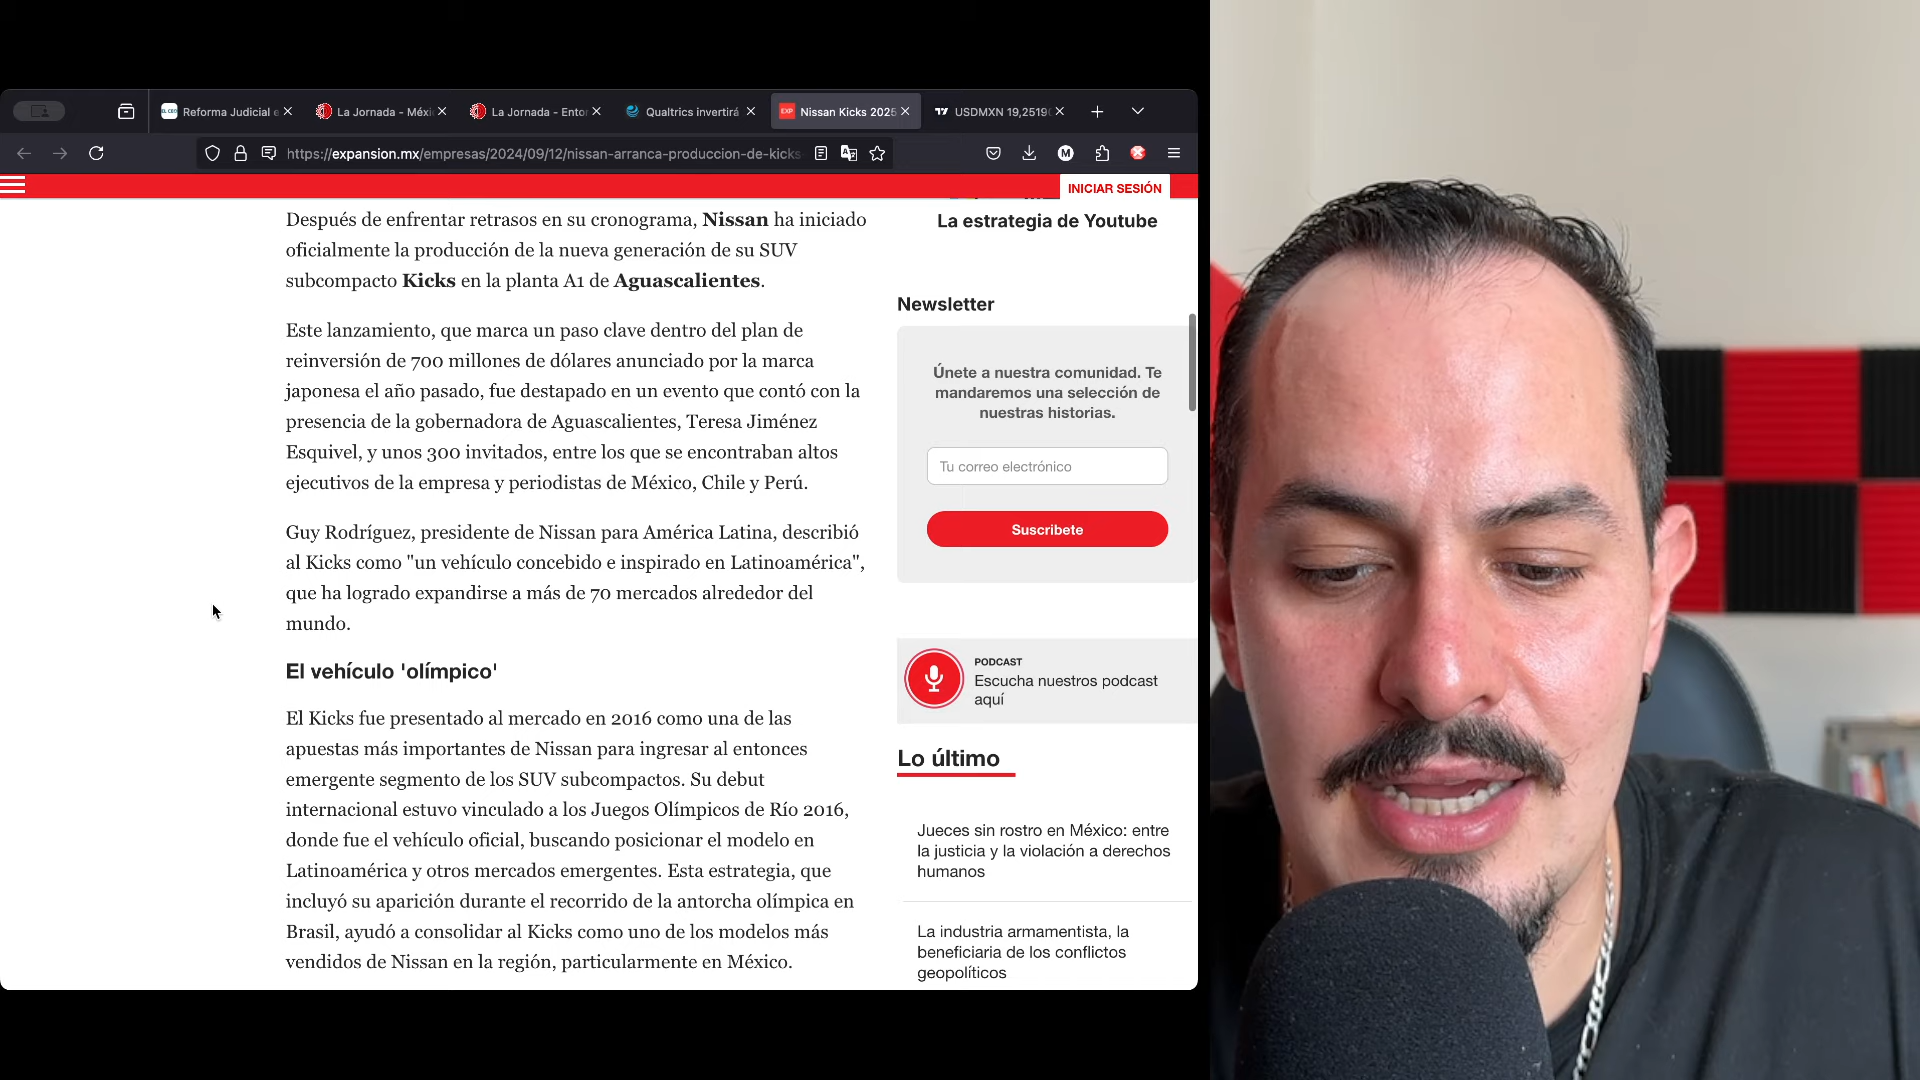 Reforma Judicial e
La Jornada - Méxi
La Jornada - Entor
Qualtrics invertirá
EXP
Nissan Kicks 2025
USDMXN 19,2519
https://expansion.mx/empresas/2024/09/12/nissan-arranca-produccion-de-kicks-
M
INICIAR SESIÓN
Después de enfrentar retrasos en su cronograma, Nissan ha iniciado
oficialmente la producción de la nueva generación de su SUV
subcompacto Kicks en la planta A1 de Aguascalientes.
Este lanzamiento, que marca un paso clave dentro del plan de
reinversión de 700 millones de dólares anunciado por la marca
japonesa el año pasado, fue destapado en un evento que contó con la
presencia de la gobernadora de Aguascalientes, Teresa Jiménez
Esquivel, y unos 300 invitados, entre los que se encontraban altos
ejecutivos de la empresa y periodistas de México, Chile y Perú.
Guy Rodríguez, presidente de Nissan para América Latina, describió
al Kicks como "un vehículo concebido e inspirado en Latinoamérica",
que ha logrado expandirse a más de 70 mercados alrededor del
mundo.
El vehículo 'olímpico'
El Kicks fue presentado al mercado en 2016 como una de las
apuestas más importantes de Nissan para ingresar al entonces
emergente segmento de los SUV subcompactos. Su debut
internacional estuvo vinculado a los Juegos Olímpicos de Río 2016,
donde fue el vehículo oficial, buscando posicionar el modelo en
Latinoamérica y otros mercados emergentes. Esta estrategia, que
incluyó su aparición durante el recorrido de la antorcha olímpica en
Brasil, ayudó a consolidar al Kicks como uno de los modelos más
vendidos de Nissan en la región, particularmente en México.
La estrategia de Youtube
Newsletter
Únete a nuestra comunidad. Te
mandaremos una selección de
nuestras historias.
Tu correo electrónico
Suscribete
PODCAST
Escucha nuestros podcast
aquí
Lo último
Jueces sin rostro en México: entre
la justicia y la violación a derechos
humanos
La industria armamentista, la
beneficiaria de los conflictos
geopolíticos